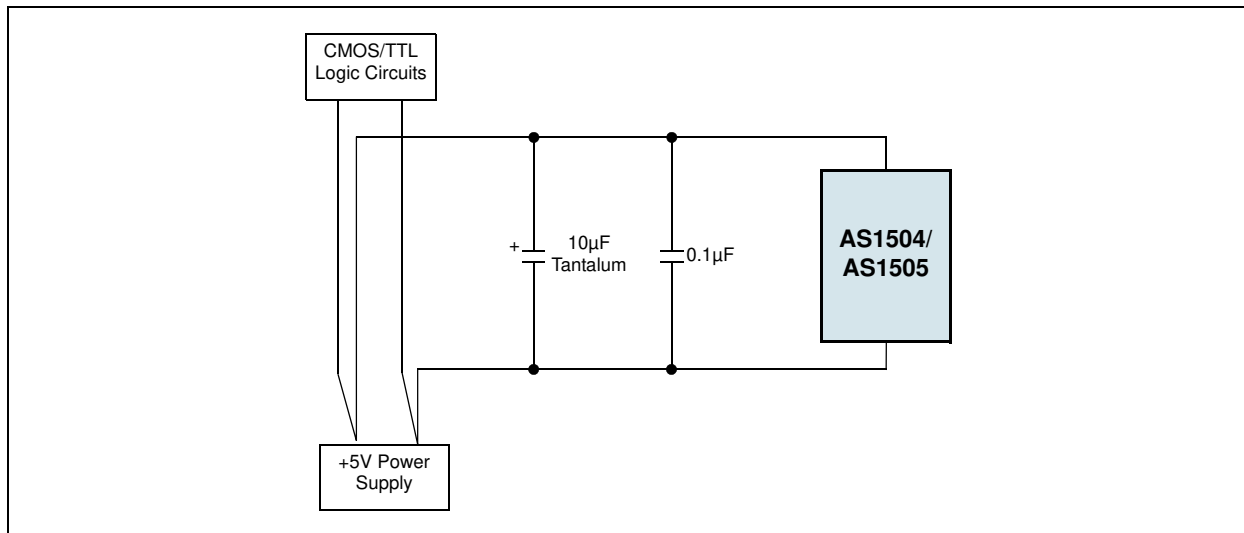 CMOS/TTL
Logic Circuits
+
10µF
Tantalum
0.1µF
AS1504/
AS1505
+5V Power
Supply